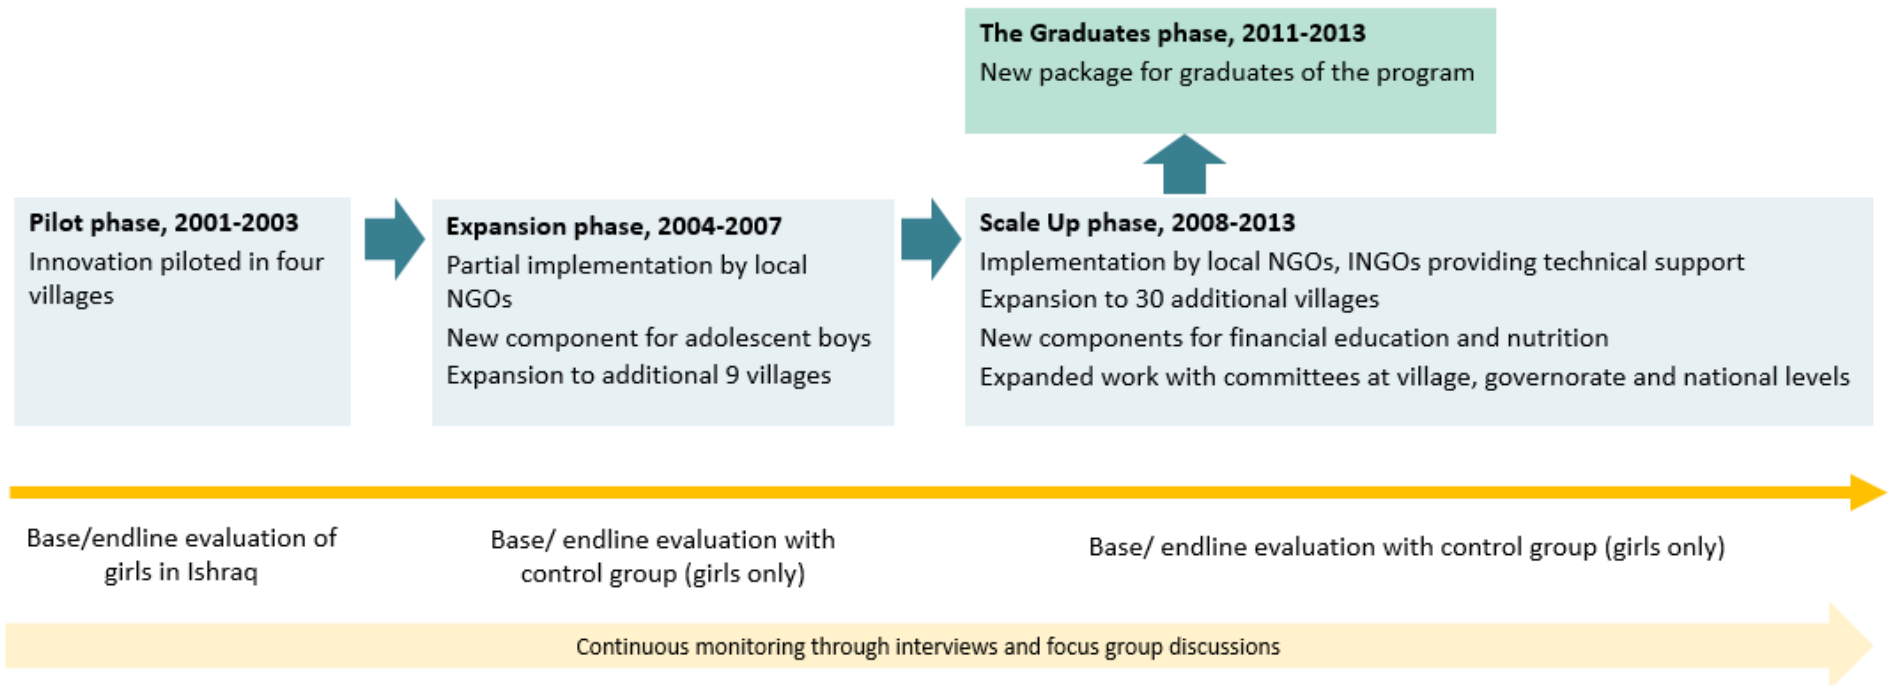 The Graduates phase, 2011-2013
New package for graduates of the program
Pilot phase, 2001-2003
Innovation piloted in four
villages
Expansion phase, 2004-2007
Partial implementation by local
NGOs
New component for adolescent boys
Expansion to additional 9 villages
Scale Up phase, 2008-2013
Implementation by local NGOs, INGOs providing technical support
Expansion to 30 additional villages
New components for financial education and nutrition
Expanded work with committees at village, governorate and national levels
Base/endline evaluation of
girls in Ishraq
Base/ endline evaluation with
control group (girls only)
Base/ endline evaluation with control group (girls only)
Continuous monitoring through interviews and focus group discussions